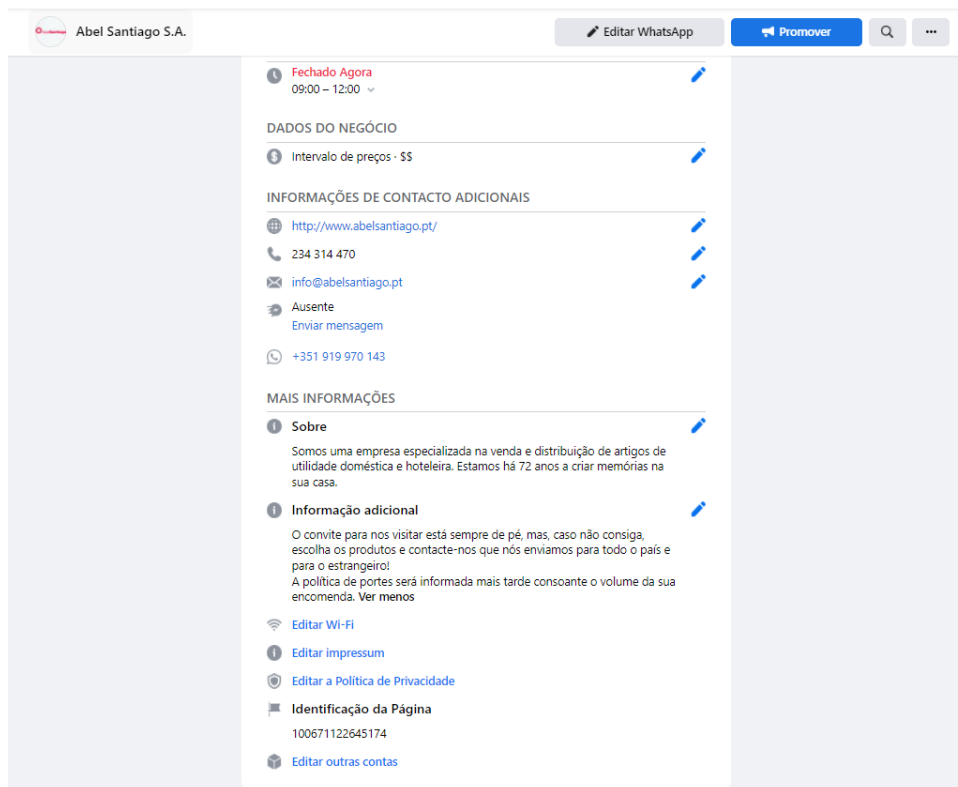 Abel Santiago S.A.
Editar WhatsApp
Promover
Fechado Agora
09:00 – 12:00
DADOS DO NEGÓCIO
Intervalo de preços · $$
INFORMAÇÕES DE CONTACTO ADICIONAIS
http://www.abelsantiago.pt/
234 314 470
info@abelsantiago.pt
Ausente
Enviar mensagem
+351 919 970 143
MAIS INFORMAÇÕES
Sobre
Somos uma empresa especializada na venda e distribuição de artigos de
utilidade doméstica e hoteleira. Estamos há 72 anos a criar memórias na
sua casa.
Informação adicional
O convite para nos visitar está sempre de pé, mas, caso não consiga,
escolha os produtos e contacte-nos que nós enviamos para todo o país e
para o estrangeiro!
A política de portes será informada mais tarde consoante o volume da sua
encomenda. Ver menos
Editar Wi-Fi
Editar impressum
Editar a Política de Privacidade
Identificação da Página
100671122645174
Editar outras contas